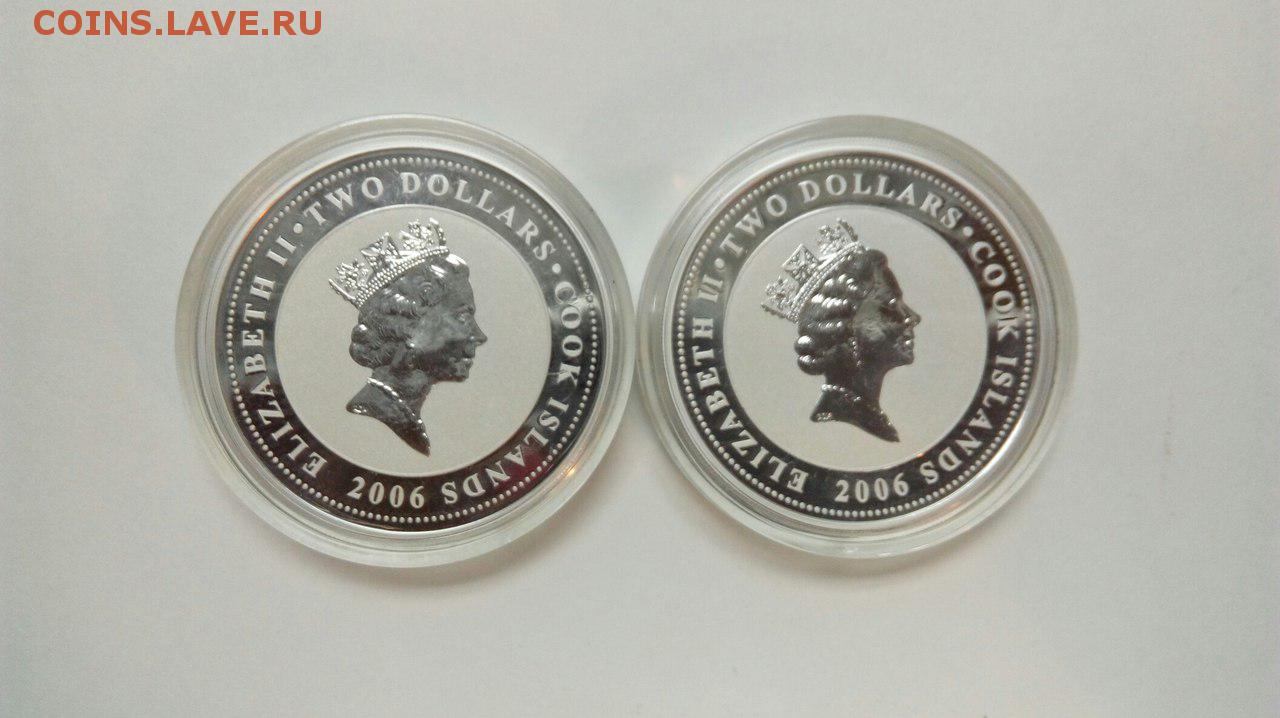 COINS.LAVE.RU
ELIZABETH II • TWO DOLLARS • COOK ISLANDS
2006
ELIZABETH II • TWO DOLLARS • COOK ISLANDS
2006